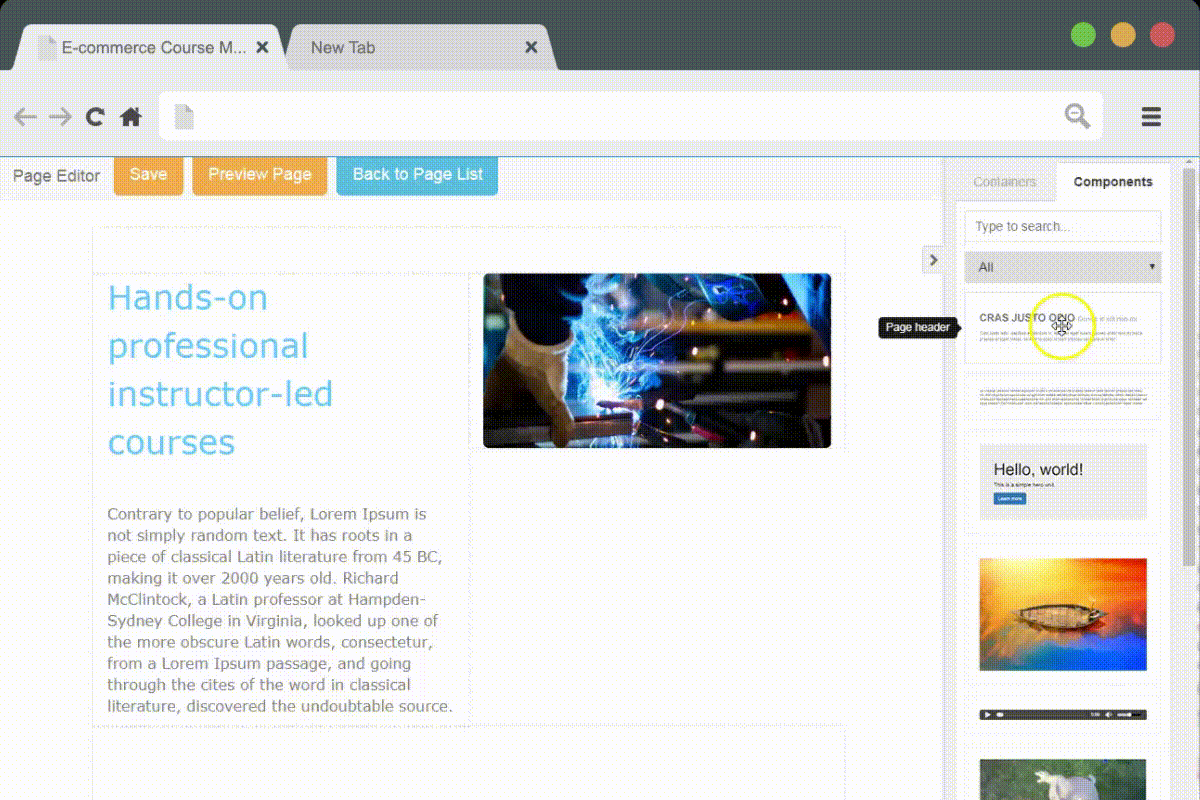 E-commerce Course M...
New Tab
Page Editor
Save
Preview Page
Back to Page List
Containers
Components
Type to search...
All
Page header
CRAS JUSTO ODIO
Hello, world!
This is a simple hero unit.
Learn more
Hands-on
professional
instructor-led
courses
Contrary to popular belief, Lorem Ipsum is
not simply random text. It has roots in a
piece of classical Latin literature from 45 BC,
making it over 2000 years old. Richard
McClintock, a Latin professor at Hampden-
Sydney College in Virginia, looked up one of
the more obscure Latin words, consectetur,
from a Lorem Ipsum passage, and going
through the cites of the word in classical
literature, discovered the undoubtable source.